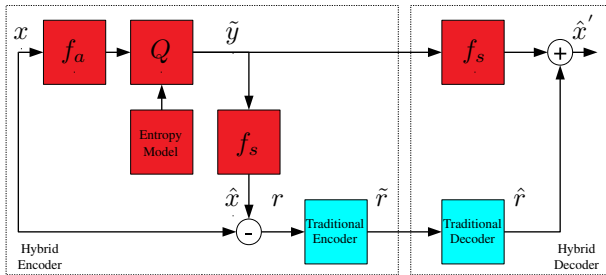 x
f_a
Q
ỹ
f_s
x̂′
+
Entropy
Model
f_s
x̂
r
r̃
r̂
-
Traditional
Encoder
Traditional
Decoder
Hybrid
Encoder
Hybrid
Decoder